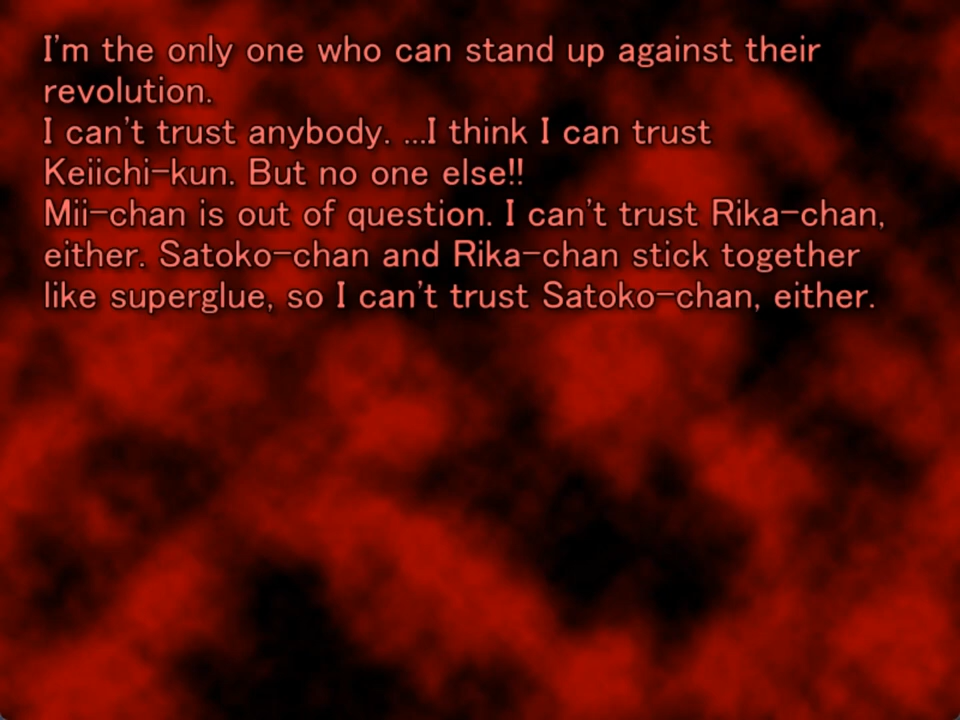 I'm the only one who can stand up against their
revolution.
I can't trust anybody. ...I think I can trust
Keiichi-kun. But no one else!!
Mii-chan is out of question. I can't trust Rika-chan,
either. Satoko-chan and Rika-chan stick together
like superglue, so I can't trust Satoko-chan, either.